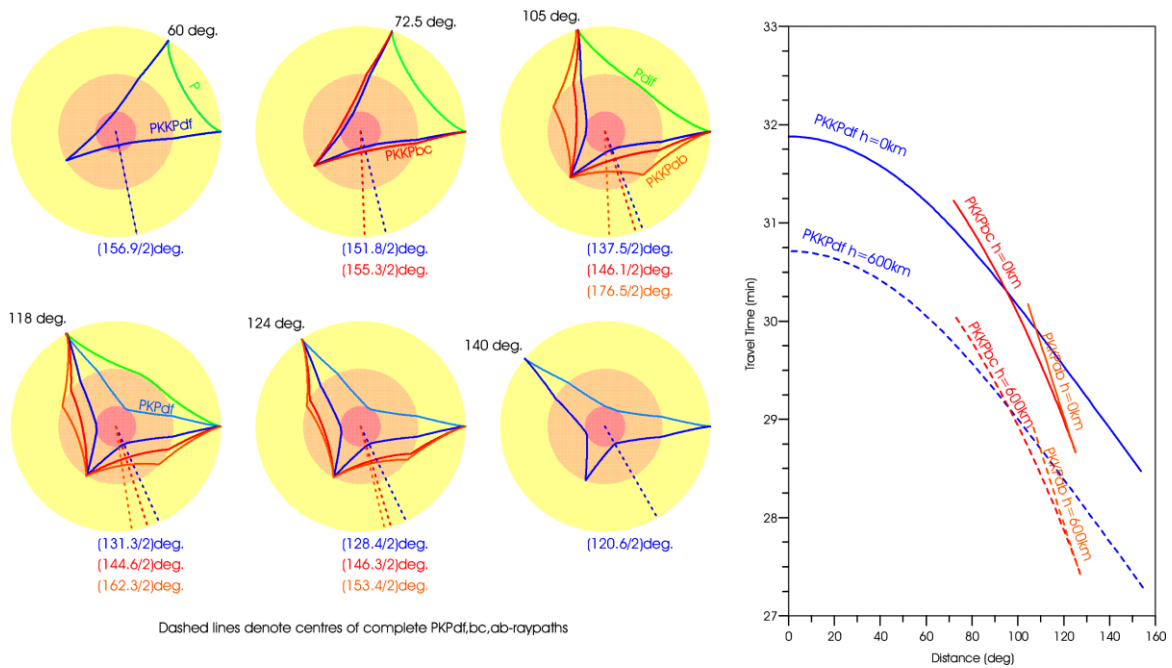 60 deg.
P
PKKPdf
(156.9/2)deg.
72.5 deg.
PKKPbc
(151.8/2)deg.
(155.3/2)deg.
105 deg.
Pdif
PKKPab
(137.5/2)deg.
(146.1/2)deg.
(176.5/2)deg.
118 deg.
PKPdf
(131.3/2)deg.
(144.6/2)deg.
(162.3/2)deg.
124 deg.
(128.4/2)deg.
(146.3/2)deg.
(153.4/2)deg.
140 deg.
(120.6/2)deg.
Dashed lines denote centres of complete PKPdf,bc,ab-raypaths
33
32
31
30
29
28
27
Travel Time (min)
PKKPdf h=0km
PKKPbc h=0km
PKKPdf h=600km
PKKPab h=0km
PKKPbc h=600km
PKKPab h=600km
0 20 40 60 80 100 120 140 160
Distance (deg)